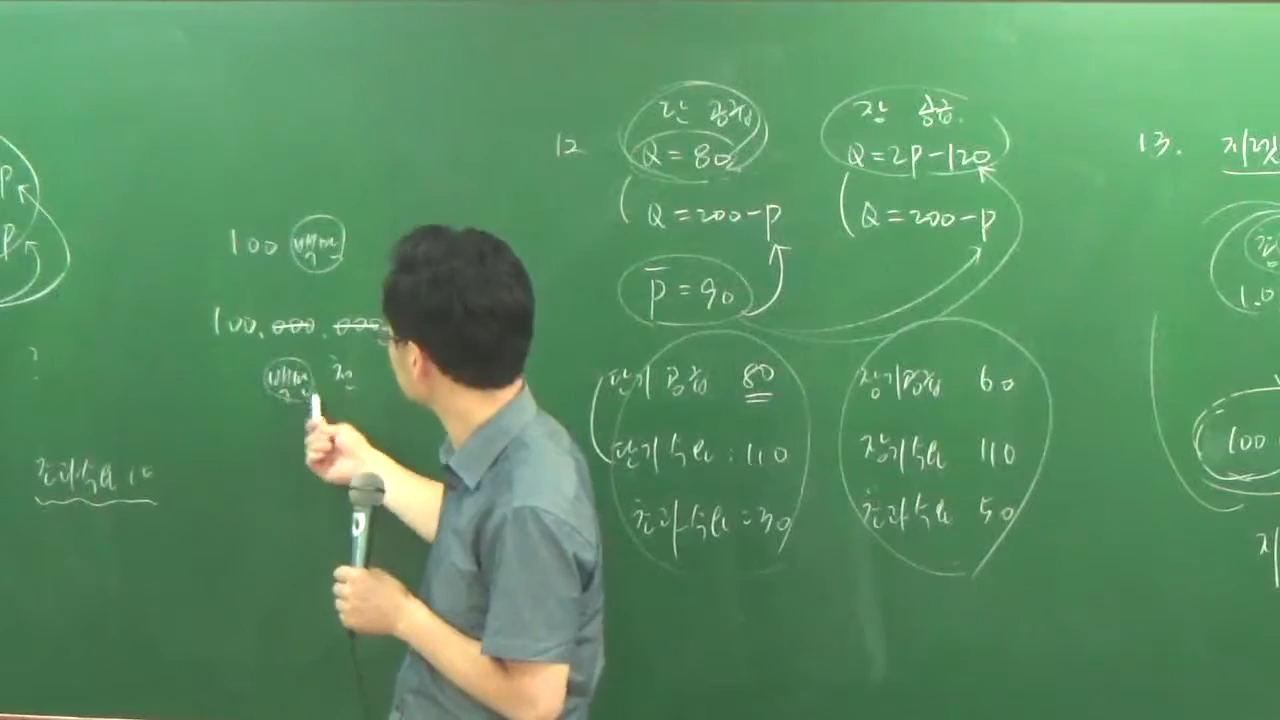 P
P
?
초과수요 10
100 백만
100,000,000
백만
12
단 공급
Q = 80
Q = 200 - P
P̄ = 90
단기 공급 80
단기 수요 : 110
초과수요 = 30
장 공급
Q = 2P - 120
Q = 200 - P
장기공급 60
장기수요 110
초과수요 50
13.
100